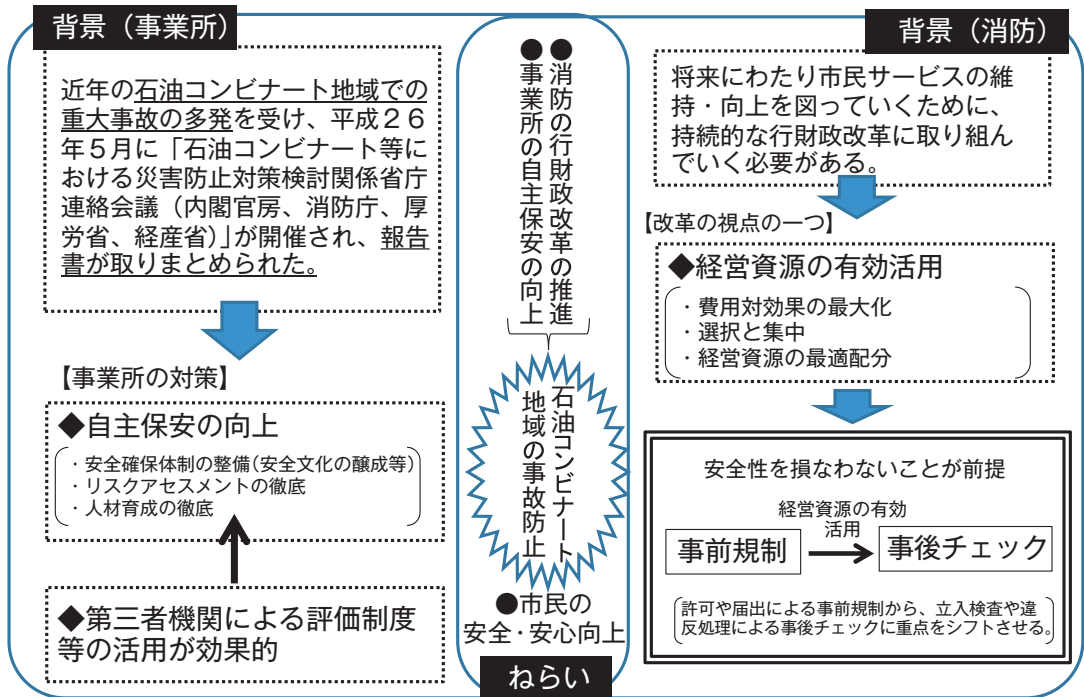 背景（事業所）
近年の石油コンビナート地域での
重大事故の多発を受け、平成２６
年５月に「石油コンビナート等に
おける災害防止対策検討関係省庁
連絡会議（内閣官房、消防庁、厚
労省、経産省）」が開催され、報告
書が取りまとめられた。
【事業所の対策】
◆自主保安の向上
・安全確保体制の整備（安全文化の醸成等）
・リスクアセスメントの徹底
・人材育成の徹底
◆第三者機関による評価制度
等の活用が効果的
●消防の行財政改革の推進
●事業所の自主保安の向上
石油コンビナート
地域の事故防止
●市民の
安全・安心向上
ねらい
背景（消防）
将来にわたり市民サービスの維
持・向上を図っていくために、
持続的な行財政改革に取り組ん
でいく必要がある。
【改革の視点の一つ】
◆経営資源の有効活用
・費用対効果の最大化
・選択と集中
・経営資源の最適配分
安全性を損なわないことが前提
経営資源の有効
活用
事前規制
事後チェック
許可や届出による事前規制から、立入検査や違
反処理による事後チェックに重点をシフトさせる。